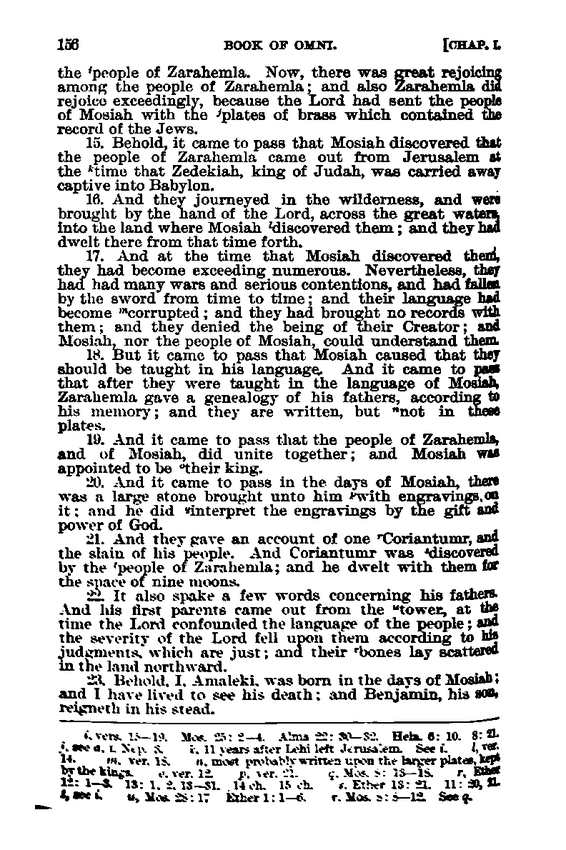 156 BOOK OF OMNI. [CHAP. I.
the ⁱpeople of Zarahemla. Now, there was great rejoicing
among the people of Zarahemla; and also Zarahemla did
rejoice exceedingly, because the Lord had sent the people
of Mosiah with the ʲplates of brass which contained the
record of the Jews.
15. Behold, it came to pass that Mosiah discovered that
the people of Zarahemla came out from Jerusalem at
the ᵏtime that Zedekiah, king of Judah, was carried away
captive into Babylon.
16. And they journeyed in the wilderness, and were
brought by the hand of the Lord, across the great waters,
into the land where Mosiah ˡdiscovered them; and they had
dwelt there from that time forth.
17. And at the time that Mosiah discovered them,
they had become exceeding numerous. Nevertheless, they
had had many wars and serious contentions, and had fallen
by the sword from time to time; and their language had
become ᵐcorrupted; and they had brought no records with
them; and they denied the being of their Creator; and
Mosiah, nor the people of Mosiah, could understand them.
18. But it came to pass that Mosiah caused that they
should be taught in his language. And it came to pass
that after they were taught in the language of Mosiah,
Zarahemla gave a genealogy of his fathers, according to
his memory; and they are written, but ⁿnot in these
plates.
19. And it came to pass that the people of Zarahemla,
and of Mosiah, did unite together; and Mosiah was
appointed to be ᵒtheir king.
20. And it came to pass in the days of Mosiah, there
was a large stone brought unto him ᵖwith engravings on
it; and he did interpret the engravings by the gift and
power of God.
21. And they gave an account of one ʳCoriantumr, and
the slain of his people. And Coriantumr was ˢdiscovered
by the ᵗpeople of Zarahemla; and he dwelt with them for
the space of nine moons.
22. It also spake a few words concerning his fathers.
And his first parents came out from the ᵘtower, at the
time the Lord confounded the language of the people; and
the severity of the Lord fell upon them according to his
judgments, which are just; and their ᵛbones lay scattered
in the land northward.
23. Behold, I, Amaleki, was born in the days of Mosiah;
and I have lived to see his death; and Benjamin, his son,
reigneth in his stead.
i, vers. 15—19. Mos. 25: 2—4. Alma 22: 30—32. Hela. 6: 10. 8: 21.
j, see a, 1. Nep. 3. k, 11 years after Lehi left Jerusalem. See i. l, ver.
14. m, ver. 18. n, most probably written upon the larger plates, kept
by the kings. o, ver. 12. p, ver. 21. q, Mos. 8: 13—18. r, Ether
12: 1—3. 13: 1, 2, 13—31. 14 ch. 15 ch. s, Ether 13: 21. 11: 20, 21.
t, see i. u, Mos. 28: 17 Ether 1: 1—6. v, Mos. 8: 8—12. See q.